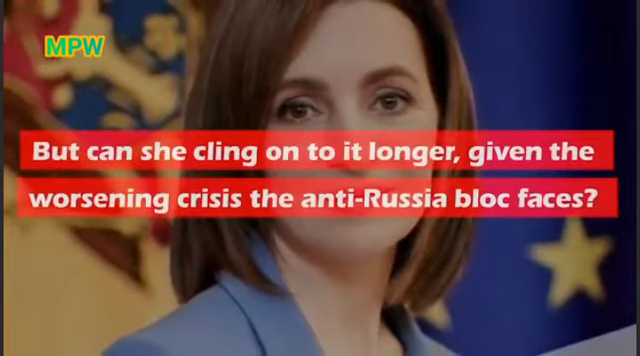 MPW
But can she cling on to it longer, given the
worsening crisis the anti-Russia bloc faces?